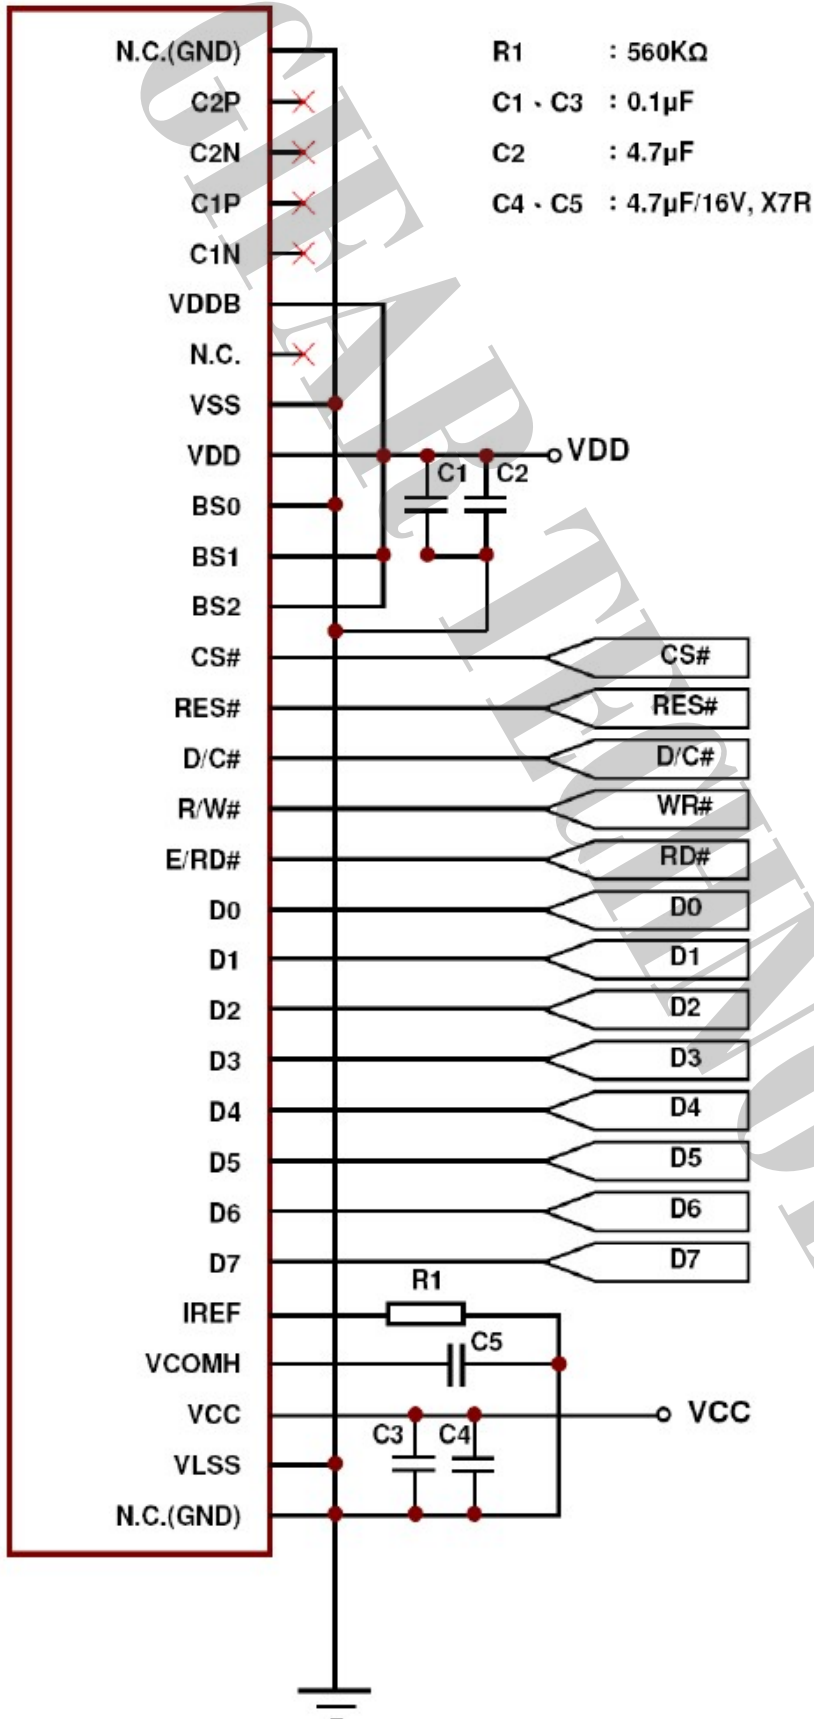 N.C.(GND)
R1 : 560KΩ
C2P
C1、C3 : 0.1µF
C2N
C2 : 4.7µF
C1P
C4、C5 : 4.7µF/16V, X7R
C1N
VDDB
N.C.
VSS
VDD
VDD
C1 C2
BS0
BS1
BS2
CS# CS#
RES# RES#
D/C# D/C#
R/W# WR#
E/RD# RD#
D0 D0
D1 D1
D2 D2
D3 D3
D4 D4
D5 D5
D6 D6
D7 D7
R1
IREF
C5
VCOMH
VCC VCC
C3 C4
VLSS
N.C.(GND)